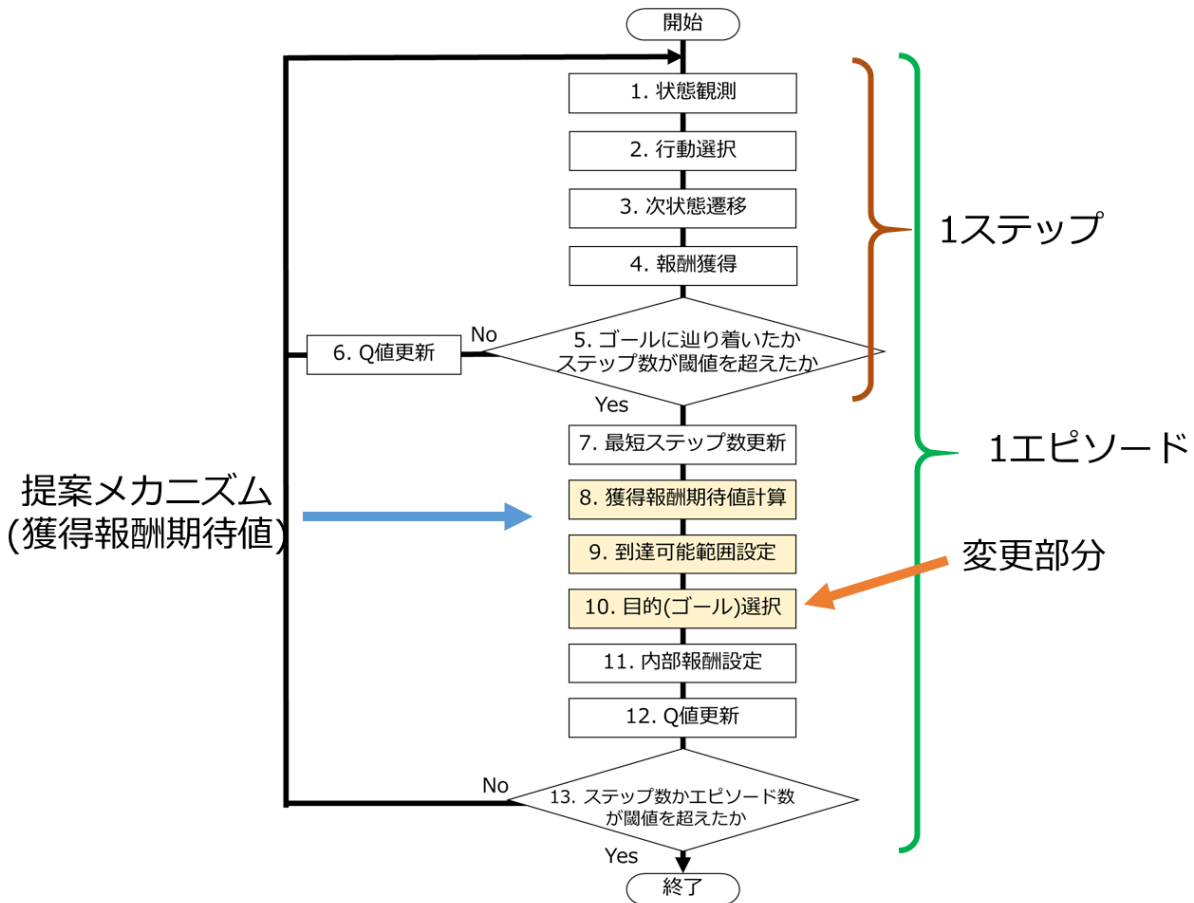 開始
1. 状態観測
2. 行動選択
3. 次状態遷移
4. 報酬獲得
1ステップ
5. ゴールに辿り着いたか
ステップ数が閾値を超えたか
No
6. Q値更新
Yes
7. 最短ステップ数更新
1エピソード
提案メカニズム
(獲得報酬期待値)
8. 獲得報酬期待値計算
9. 到達可能範囲設定
変更部分
10. 目的(ゴール)選択
11. 内部報酬設定
12. Q値更新
No
13. ステップ数かエピソード数
が閾値を超えたか
Yes
終了